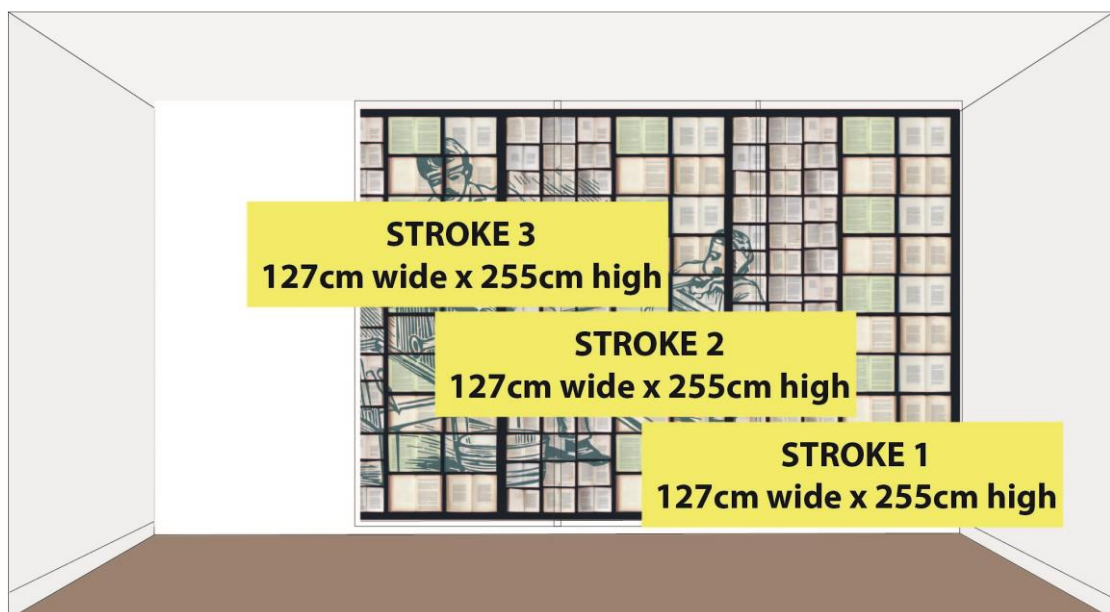 STROKE 3
127cm wide x 255cm high
STROKE 2
127cm wide x 255cm high
STROKE 1
127cm wide x 255cm high